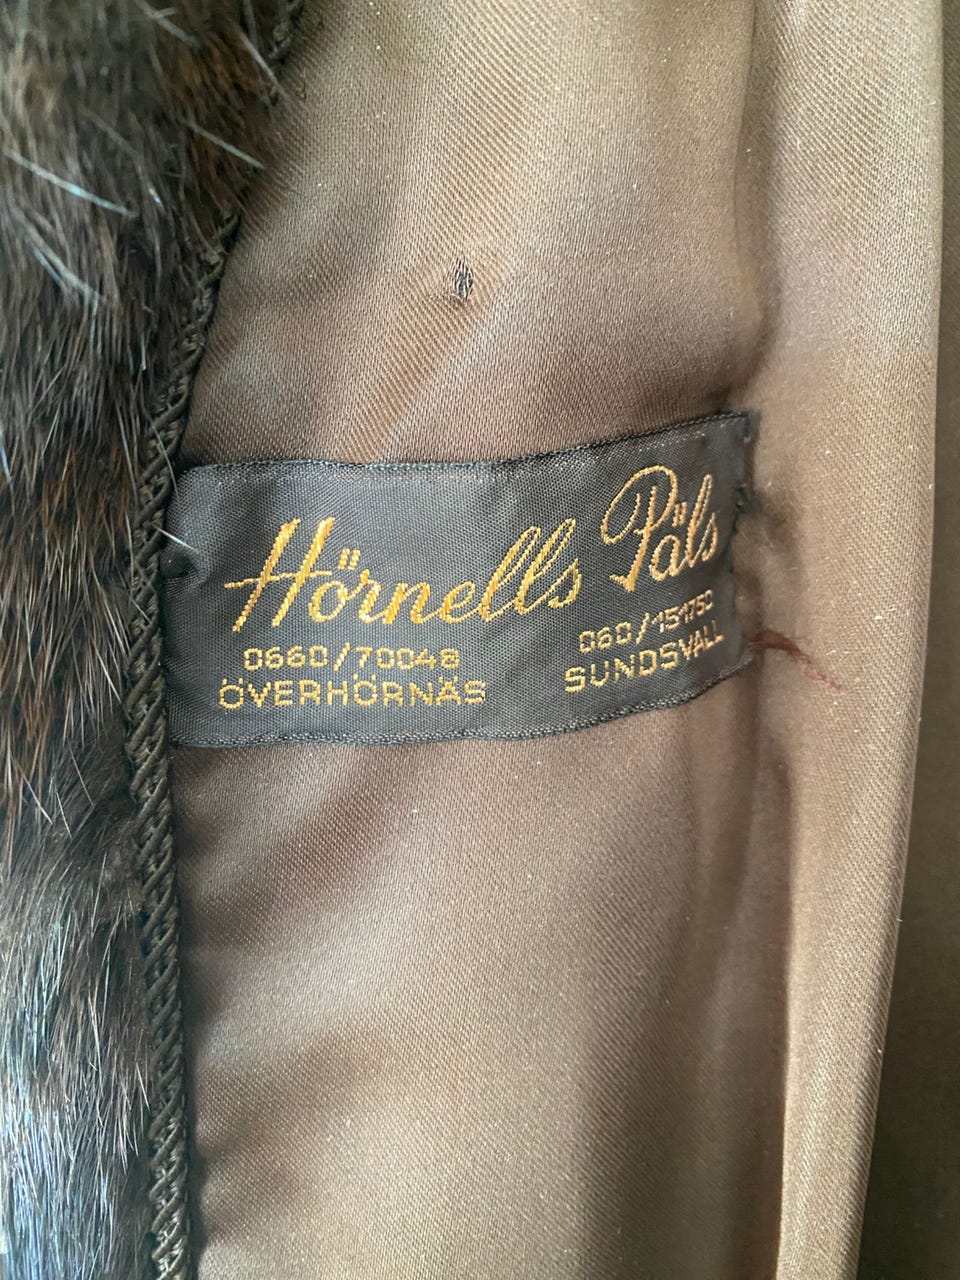 Hörnells Päls
0660/70048 060/151750
ÖVERHÖRNÄS SUNDSVALL